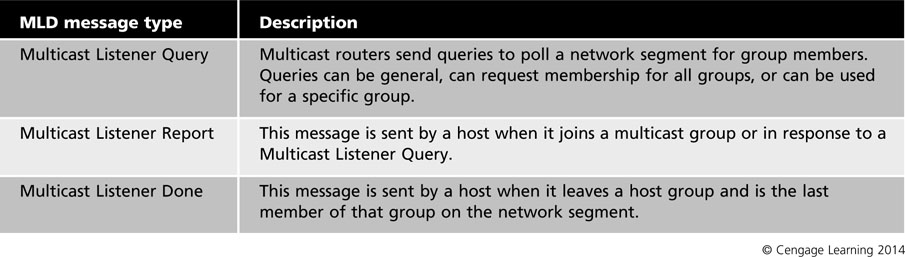 MLD message type Description
Multicast Listener Query Multicast routers send queries to poll a network segment for group members.
Queries can be general, can request membership for all groups, or can be used
for a specific group.
Multicast Listener Report This message is sent by a host when it joins a multicast group or in response to a
Multicast Listener Query.
Multicast Listener Done This message is sent by a host when it leaves a host group and is the last
member of that group on the network segment.
© Cengage Learning 2014